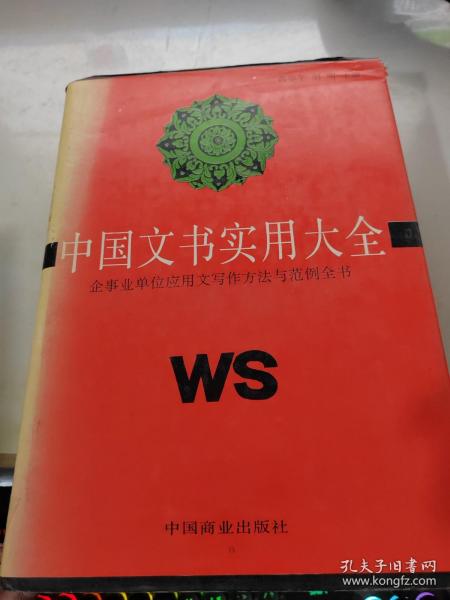 中国文书实用大全
企事业单位应用文写作方法与范例全书
WS
中国商业出版社
孔夫子旧书网
www.kongfz.com